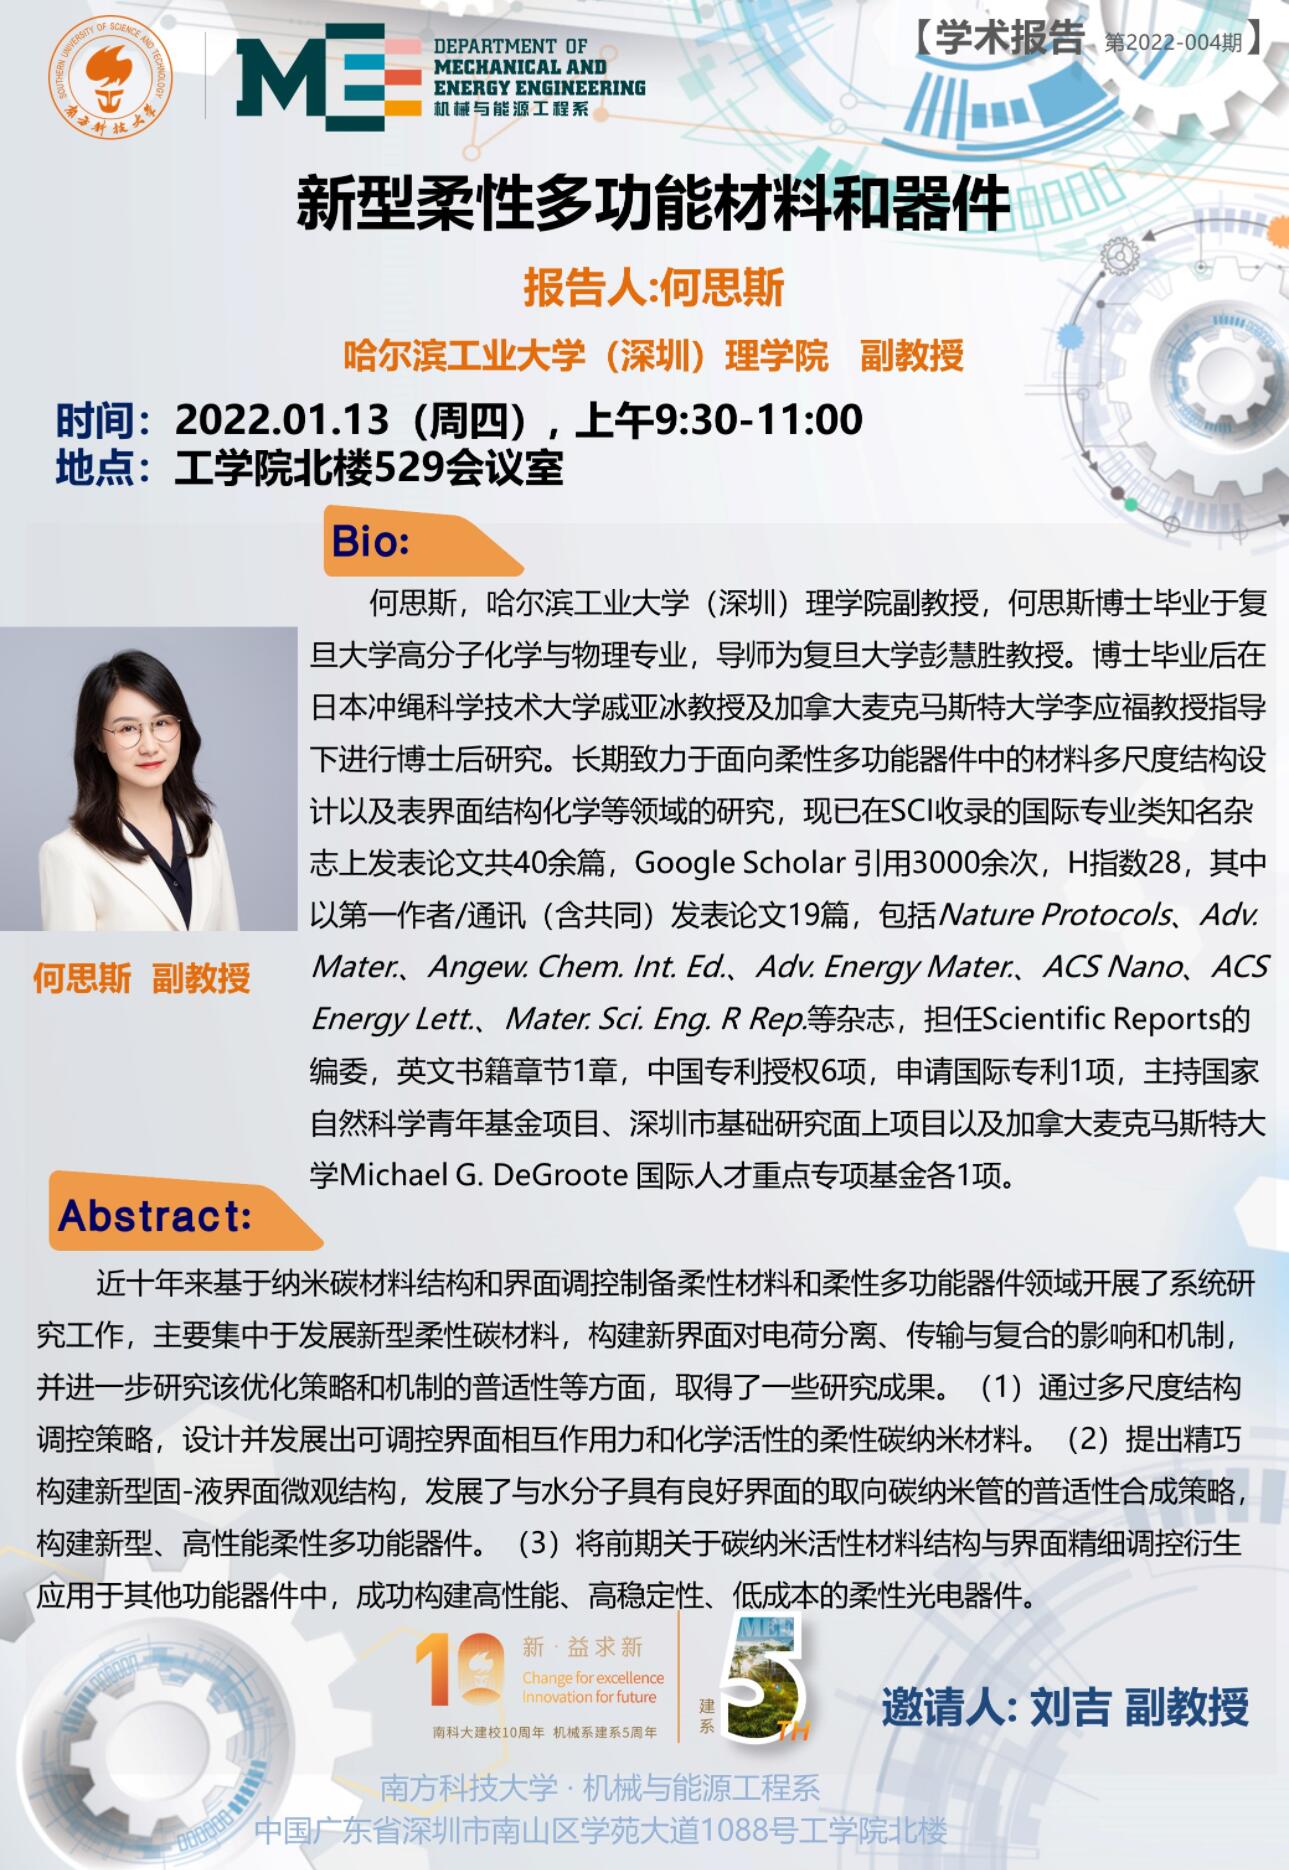 【学术报告 第2022-004期】
SOUTHERN UNIVERSITY OF SCIENCE AND TECHNOLOGY
南方科技大学
ME
DEPARTMENT OF
MECHANICAL AND
ENERGY ENGINEERING
机械与能源工程系
新型柔性多功能材料和器件
报告人:何思斯
哈尔滨工业大学（深圳）理学院 副教授
时间：2022.01.13（周四）, 上午9:30-11:00
地点：工学院北楼529会议室
Bio:
何思斯，哈尔滨工业大学（深圳）理学院副教授，何思斯博士毕业于复
旦大学高分子化学与物理专业，导师为复旦大学彭慧胜教授。博士毕业后在
日本冲绳科学技术大学戚亚冰教授及加拿大麦克马斯特大学李应福教授指导
下进行博士后研究。长期致力于面向柔性多功能器件中的材料多尺度结构设
计以及表界面结构化学等领域的研究，现已在SCI收录的国际专业类知名杂
志上发表论文共40余篇，Google Scholar 引用3000余次，H指数28，其中
以第一作者/通讯（含共同）发表论文19篇，包括Nature Protocols、Adv.
Mater.、Angew. Chem. Int. Ed.、Adv. Energy Mater.、ACS Nano、ACS
Energy Lett.、Mater. Sci. Eng. R Rep.等杂志，担任Scientific Reports的
编委，英文书籍章节1章，中国专利授权6项，申请国际专利1项，主持国家
自然科学青年基金项目、深圳市基础研究面上项目以及加拿大麦克马斯特大
学Michael G. DeGroote 国际人才重点专项基金各1项。
何思斯 副教授
Abstract:
近十年来基于纳米碳材料结构和界面调控制备柔性材料和柔性多功能器件领域开展了系统研
究工作，主要集中于发展新型柔性碳材料，构建新界面对电荷分离、传输与复合的影响和机制，
并进一步研究该优化策略和机制的普适性等方面，取得了一些研究成果。（1）通过多尺度结构
调控策略，设计并发展出可调控界面相互作用力和化学活性的柔性碳纳米材料。（2）提出精巧
构建新型固-液界面微观结构，发展了与水分子具有良好界面的取向碳纳米管的普适性合成策略，
构建新型、高性能柔性多功能器件。（3）将前期关于碳纳米活性材料结构与界面精细调控衍生
应用于其他功能器件中，成功构建高性能、高稳定性、低成本的柔性光电器件。
10
新·益求新
Change for excellence
Innovation for future
南科大建校10周年 机械系建系5周年
建系
MEE
5TH
邀请人: 刘吉 副教授
南方科技大学·机械与能源工程系
中国广东省深圳市南山区学苑大道1088号工学院北楼